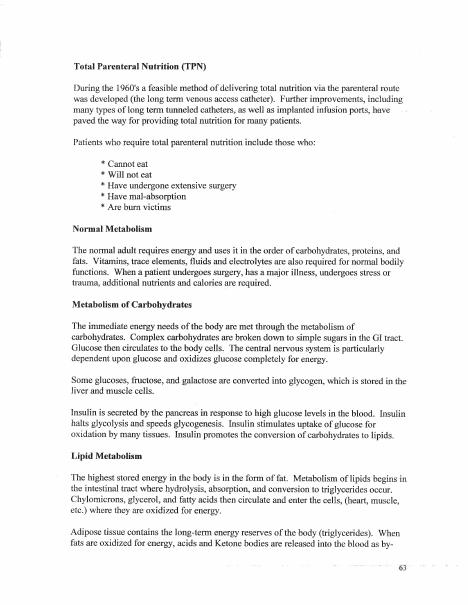 Total Parenteral Nutrition (TPN)
During the 1960's a feasible method of delivering total nutrition via the parenteral route
was developed (the long term venous access catheter). Further improvements, including
many types of long term tunneled catheters, as well as implanted infusion ports, have
paved the way for providing total nutrition for many patients.
Patients who require total parenteral nutrition include those who:
* Cannot eat
* Will not eat
* Have undergone extensive surgery
* Have mal-absorption
* Are burn victims
Normal Metabolism
The normal adult requires energy and uses it in the order of carbohydrates, proteins, and
fats. Vitamins, trace elements, fluids and electrolytes are also required for normal bodily
functions. When a patient undergoes surgery, has a major illness, undergoes stress or
trauma, additional nutrients and calories are required.
Metabolism of Carbohydrates
The immediate energy needs of the body are met through the metabolism of
carbohydrates. Complex carbohydrates are broken down to simple sugars in the GI tract.
Glucose then circulates to the body cells. The central nervous system is particularly
dependent upon glucose and oxidizes glucose completely for energy.
Some glucoses, fructose, and galactose are converted into glycogen, which is stored in the
liver and muscle cells.
Insulin is secreted by the pancreas in response to high glucose levels in the blood. Insulin
halts glycolysis and speeds glycogenesis. Insulin stimulates uptake of glucose for
oxidation by many tissues. Insulin promotes the conversion of carbohydrates to lipids.
Lipid Metabolism
The highest stored energy in the body is in the form of fat. Metabolism of lipids begins in
the intestinal tract where hydrolysis, absorption, and conversion to triglycerides occur.
Chylomicrons, glycerol, and fatty acids then circulate and enter the cells, (heart, muscle,
etc.) where they are oxidized for energy.
Adipose tissue contains the long-term energy reserves of the body (triglycerides). When
fats are oxidized for energy, acids and Ketone bodies are released into the blood as by-
63